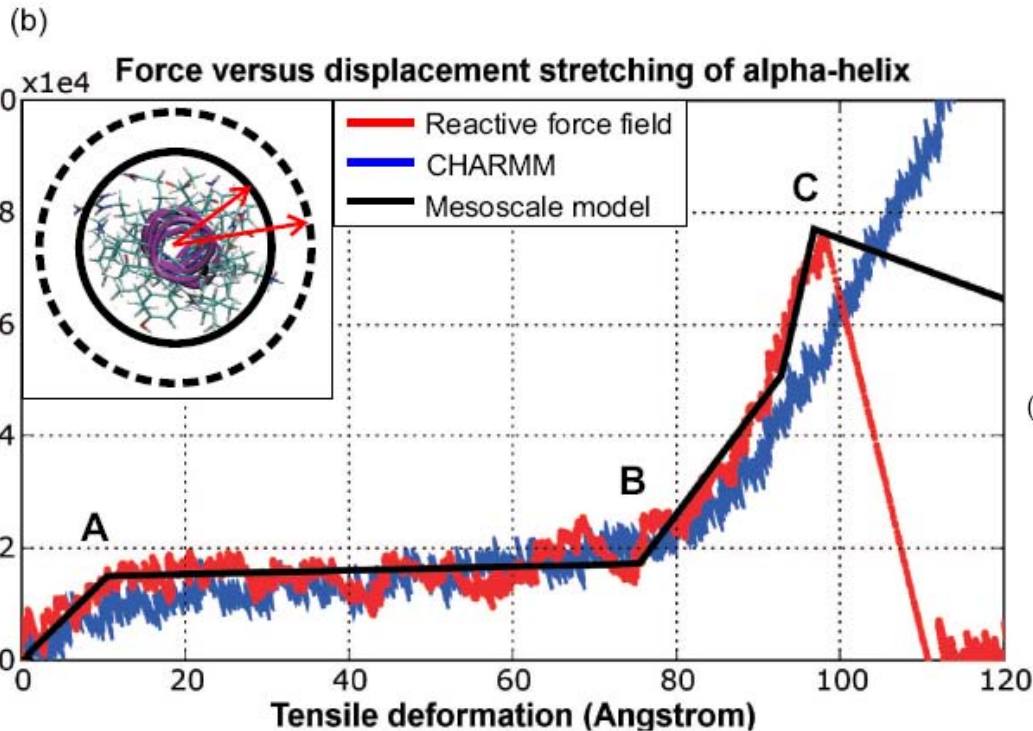 (b)
Force versus displacement stretching of alpha-helix
x1e4
0
Reactive force field
CHARMM
Mesoscale model
C
8
6
(
4
B
A
2
0
0 20 40 60 80 100 120
Tensile deformation (Angstrom)